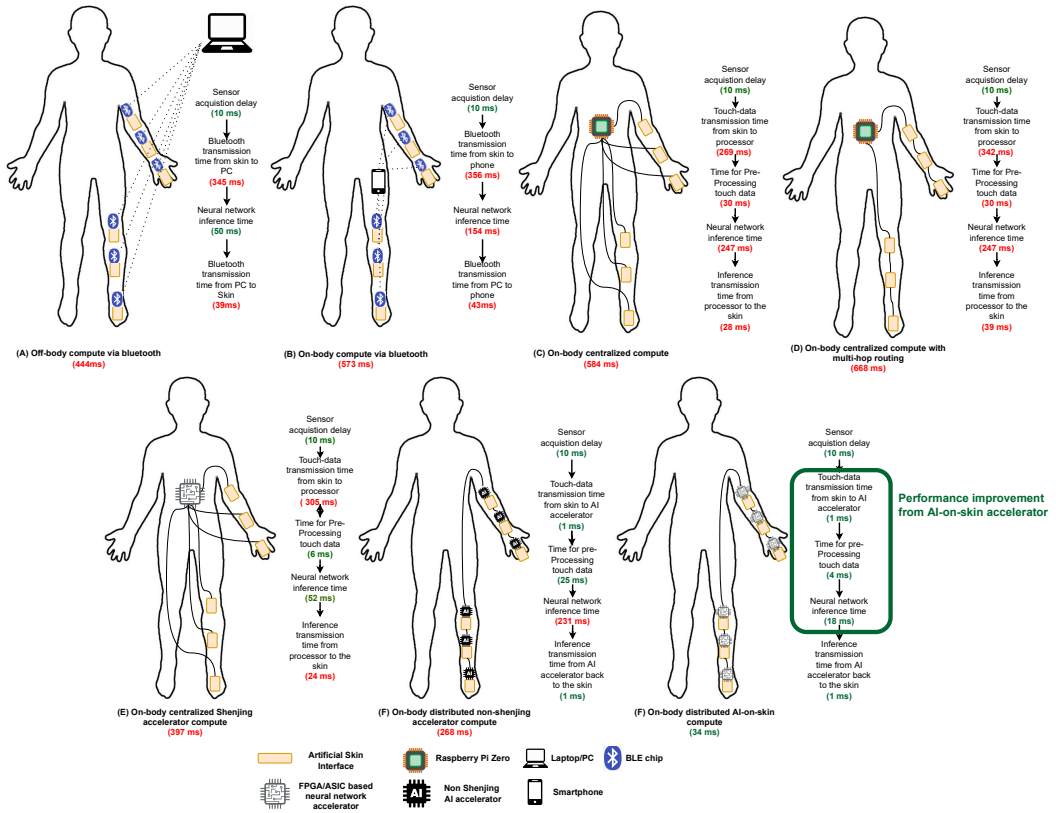 Sensor
acquistion delay
(10 ms)
Bluetooth
transmission
time from skin to
PC
(345 ms)
Neural network
inference time
(50 ms)
Bluetooth
transmission
time from PC to
Skin
(39ms)
(A) Off-body compute via bluetooth
(444ms)
Sensor
acquistion delay
(10 ms)
Bluetooth
transmission
time from skin to
phone
(356 ms)
Neural network
inference time
(154 ms)
Bluetooth
transmission
time from PC to
phone
(43ms)
(B) On-body compute via bluetooth
(573 ms)
Sensor
acquistion delay
(10 ms)
Touch-data
transmission
time from skin to
processor
(269 ms)
Time for Pre-
Processing
touch data
(30 ms)
Neural network
inference time
(247 ms)
Inference
transmission
time from
processor to the
skin
(28 ms)
(C) On-body centralized compute
(584 ms)
Sensor
acquistion delay
(10 ms)
Touch-data
transmission
time from skin to
processor
(342 ms)
Time for Pre-
Processing
touch data
(30 ms)
Neural network
inference time
(247 ms)
Inference
transmission
time from
processor to the
skin
(39 ms)
(D) On-body centralized compute with
multi-hop routing
(668 ms)
Sensor
acquistion delay
(10 ms)
Touch-data
transmission time
from skin to
processor
( 305 ms)
Time for Pre-
Processing
touch data
(6 ms)
Neural network
inference time
(52 ms)
Inference
transmission
time from
processor to the
skin
(24 ms)
(E) On-body centralized Shenjing
accelerator compute
(397 ms)
Sensor
acquistion delay
(10 ms)
Touch-data
transmission time
from skin to AI
accelerator
(1 ms)
Time for pre-
Processing
touch data
(25 ms)
Neural network
inference time
(231 ms)
Inference
transmission
time from AI
accelerator back
to the skin
(1 ms)
(F) On-body distributed non-shenjing
accelerator compute
(268 ms)
Sensor
acquistion delay
(10 ms)
Touch-data
transmission time
from skin to AI
accelerator
(1 ms)
Time for pre-
Processing
touch data
(4 ms)
Neural network
inference time
(18 ms)
Inference
transmission
time from AI
accelerator back
to the skin
(1 ms)
Performance improvement
from AI-on-skin accelerator
(F) On-body distributed AI-on-skin
compute
(34 ms)
Artificial Skin
Interface
Raspberry Pi Zero
Laptop/PC
BLE chip
FPGA/ASIC based
neural network
accelerator
AI
Non Shenjing
AI accelerator
Smartphone